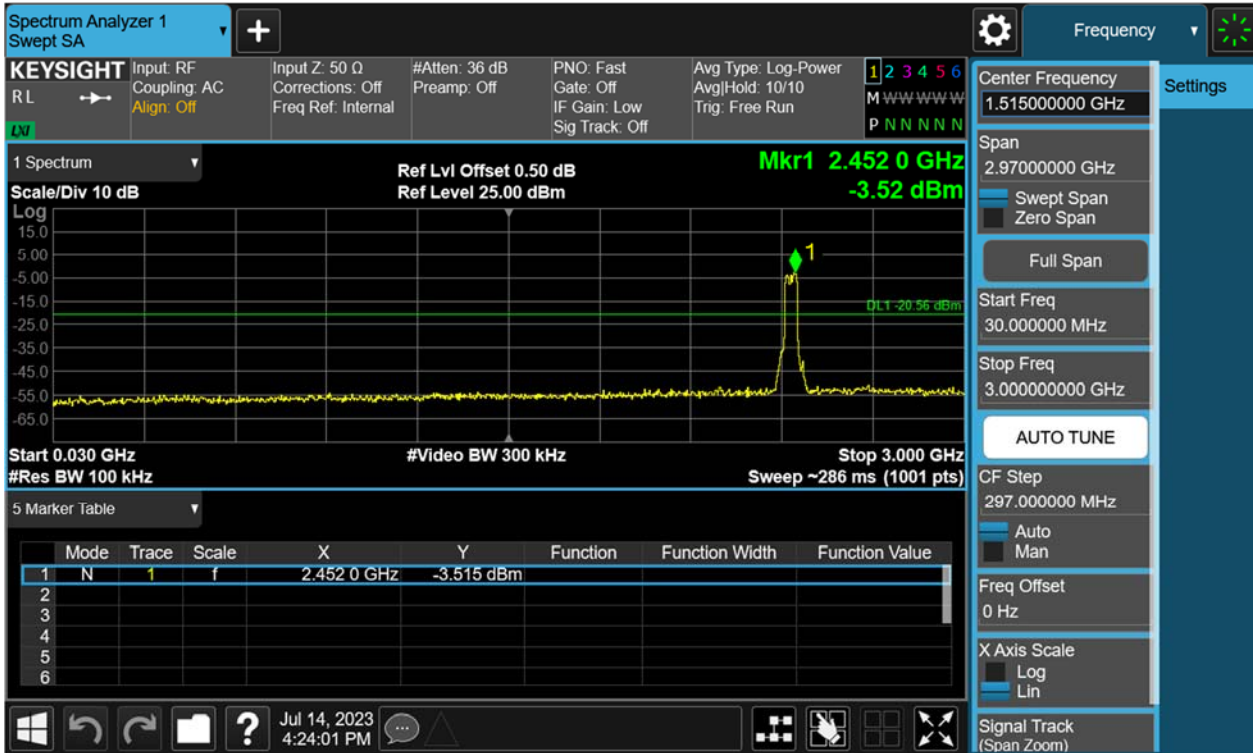 Spectrum Analyzer 1
Swept SA
Frequency
KEYSIGHT
RL
LXI
Input: RF
Coupling: AC
Align: Off
Input Z: 50 Ω
Corrections: Off
Freq Ref: Internal
#Atten: 36 dB
Preamp: Off
PNO: Fast
Gate: Off
IF Gain: Low
Sig Track: Off
Avg Type: Log-Power
Avg|Hold: 10/10
Trig: Free Run
1 2 3 4 5 6
M W W W W W
P N N N N N
1 Spectrum
Scale/Div 10 dB
Ref Lvl Offset 0.50 dB
Ref Level 25.00 dBm
Mkr1 2.452 0 GHz
-3.52 dBm
Log
15.0
5.00
-5.00
-15.0
-25.0
-35.0
-45.0
-55.0
-65.0
1
DL1 -20.56 dBm
Start 0.030 GHz
#Res BW 100 kHz
#Video BW 300 kHz
Stop 3.000 GHz
Sweep ~286 ms (1001 pts)
5 Marker Table
Mode Trace Scale X Y Function Function Width Function Value
1 N 1 f 2.452 0 GHz -3.515 dBm
2
3
4
5
6
Jul 14, 2023
4:24:01 PM
Center Frequency
1.515000000 GHz
Settings
Span
2.97000000 GHz
Swept Span
Zero Span
Full Span
Start Freq
30.000000 MHz
Stop Freq
3.000000000 GHz
AUTO TUNE
CF Step
297.000000 MHz
Auto
Man
Freq Offset
0 Hz
X Axis Scale
Log
Lin
Signal Track
(Span Zoom)